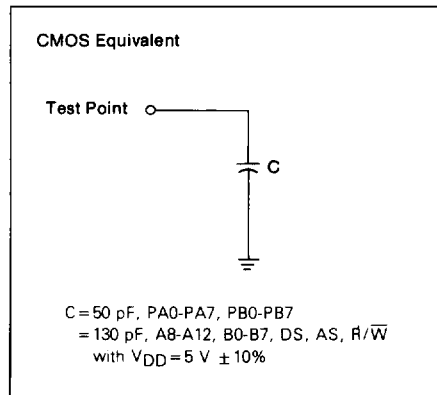 CMOS Equivalent
Test Point
C
C = 50 pF, PA0-PA7, PB0-PB7
= 130 pF, A8-A12, B0-B7, DS, AS, R/W̅
with VDD = 5 V ± 10%